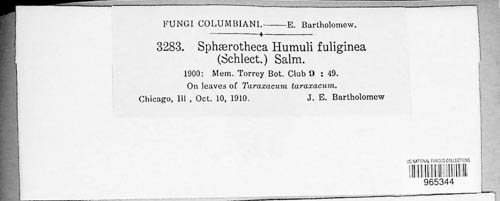 FUNGI COLUMBIANI.——E. Bartholomew.
3283. Sphærotheca Humuli fuliginea
(Schlect.) Salm.
1900: Mem. Torrey Bot. Club 9 : 49.
On leaves of Taraxacum taraxacum.
Chicago, Ill , Oct. 10, 1910. J. E. Bartholomew
US NATIONAL FUNGUS COLLECTIONS
965344